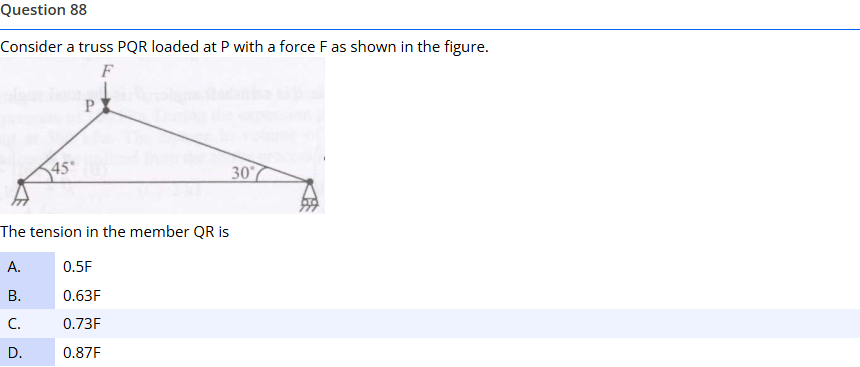 Question 88
Consider a truss PQR loaded at P with a force F as shown in the figure.
F
P
45°
30°
The tension in the member QR is
A. 0.5F
B. 0.63F
C. 0.73F
D. 0.87F